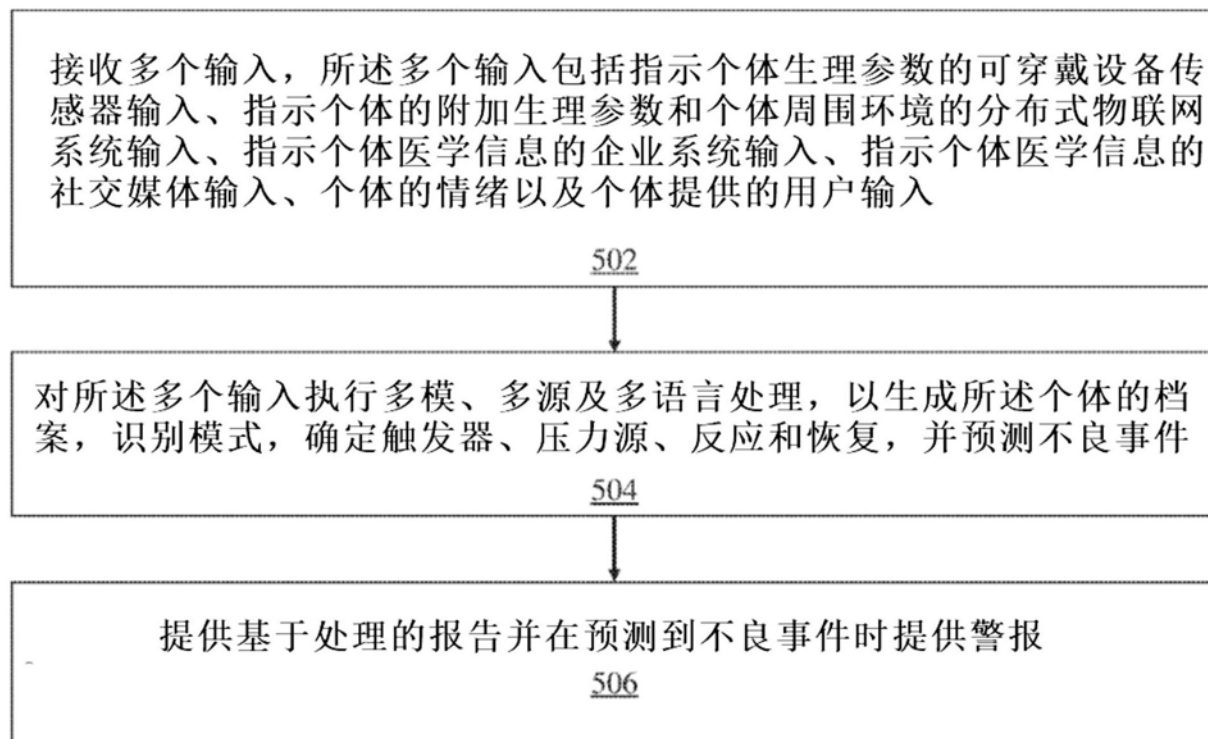 接收多个输入，所述多个输入包括指示个体生理参数的可穿戴设备传
感器输入、指示个体的附加生理参数和个体周围环境的分布式物联网
系统输入、指示个体医学信息的企业系统输入、指示个体医学信息的
社交媒体输入、个体的情绪以及个体提供的用户输入
502
对所述多个输入执行多模、多源及多语言处理，以生成所述个体的档
案，识别模式，确定触发器、压力源、反应和恢复，并预测不良事件
504
提供基于处理的报告并在预测到不良事件时提供警报
506